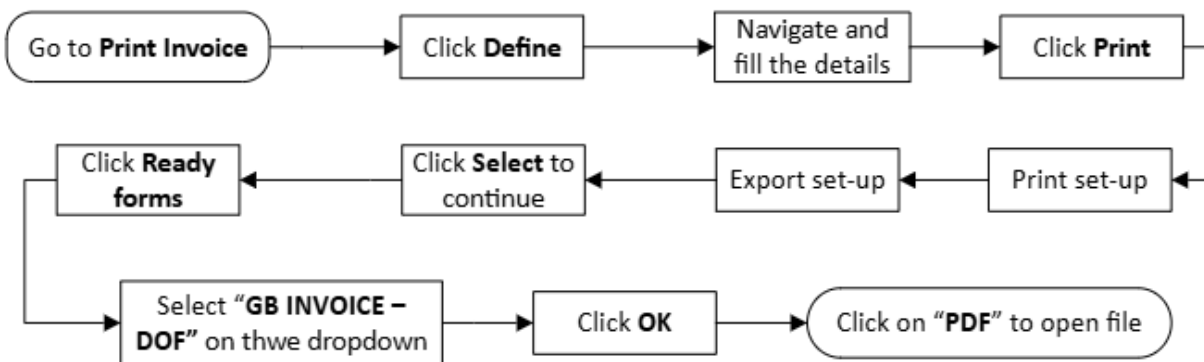 Go to Print Invoice
Click Define
Navigate and
fill the details
Click Print
Print set-up
Export set-up
Click Select to
continue
Click Ready
forms
Select “GB INVOICE –
DOF” on thwe dropdown
Click OK
Click on “PDF” to open file